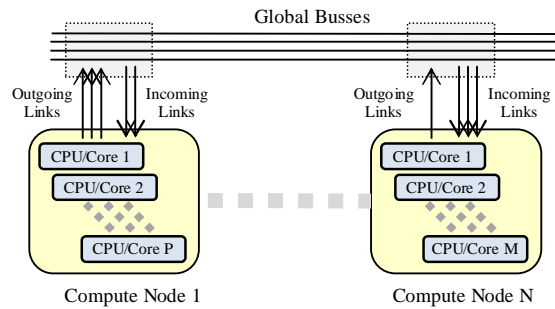 Global Busses
Outgoing
Links
Incoming
Links
Outgoing
Links
Incoming
Links
CPU/Core 1
CPU/Core 2
CPU/Core P
CPU/Core 1
CPU/Core 2
CPU/Core M
Compute Node 1
Compute Node N